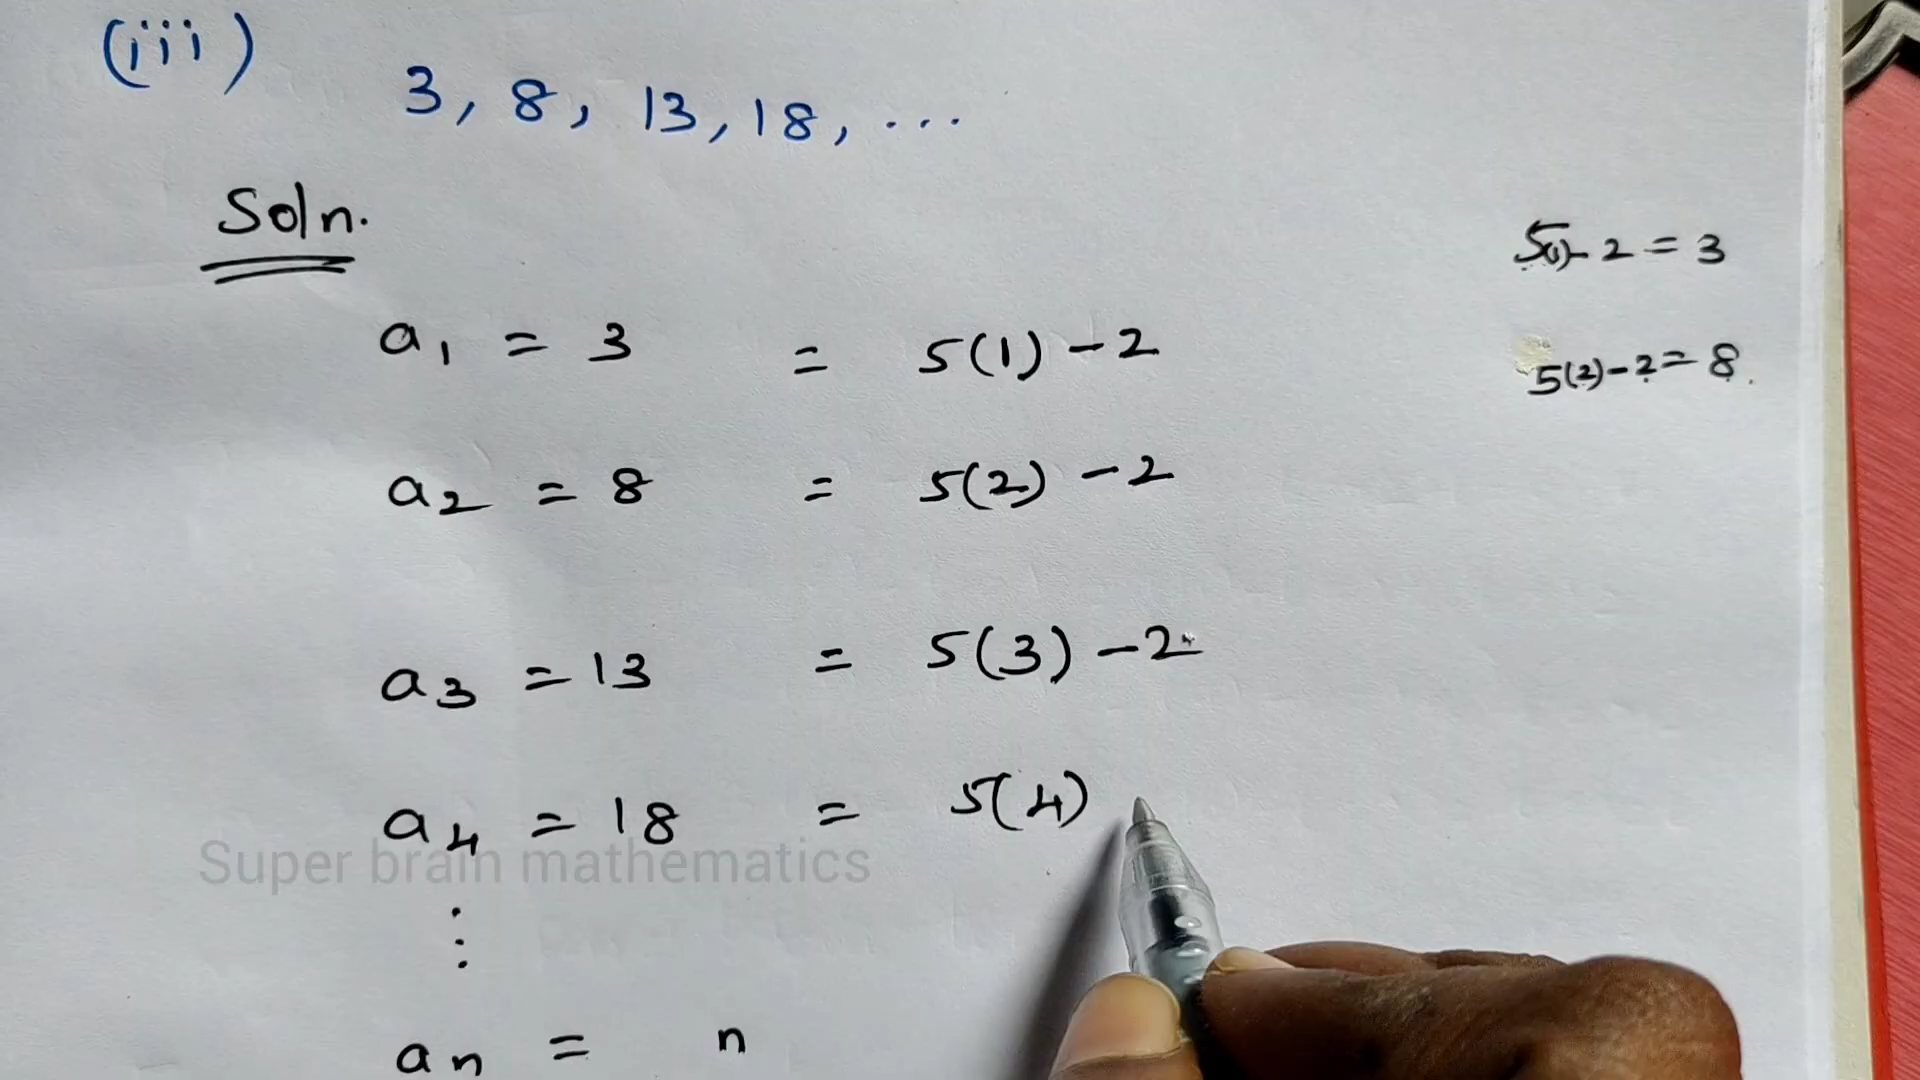 (iii) 3, 8, 13, 18, ...
Soln.
5(1)-2 = 3
a1 = 3 = 5(1) -2
5(2)-2 = 8.
a2 = 8 = 5(2) -2
a3 = 13 = 5(3) -2
a4 = 18 = 5(4)
Super brain mathematics
⋮
an = n